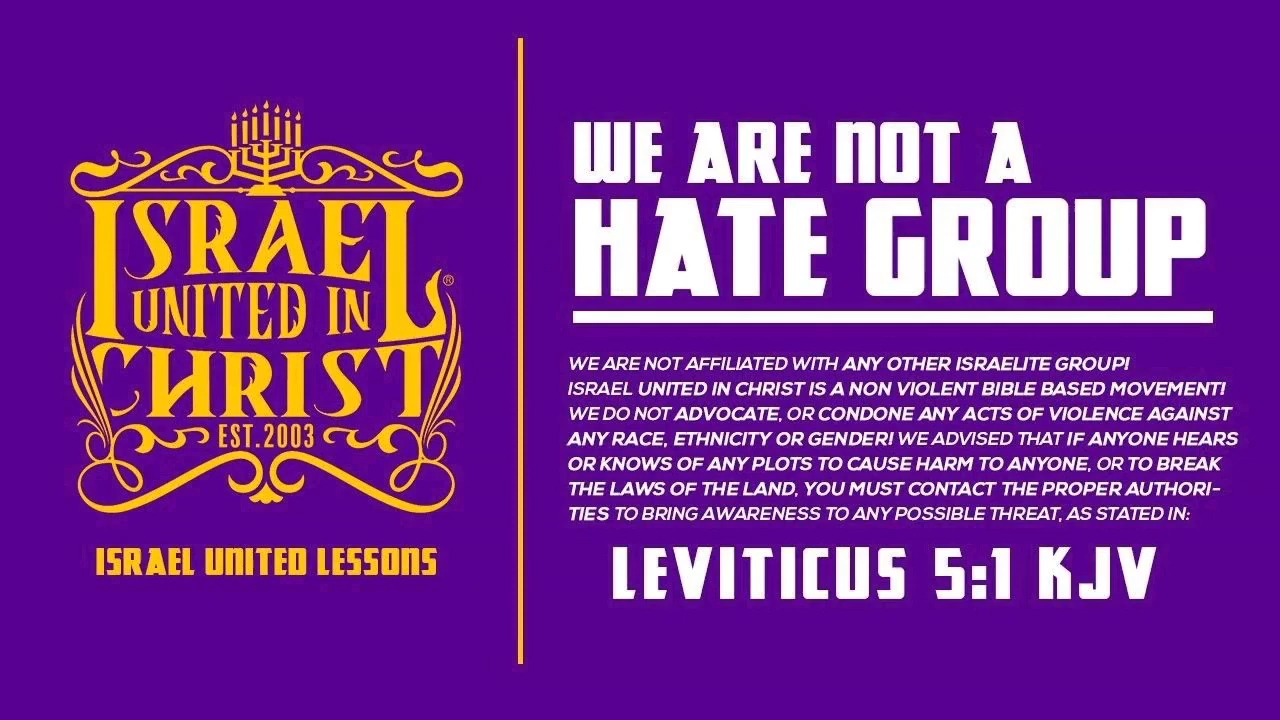 ISRAEL
UNITED IN
CHRIST
®
EST. 2003
ISRAEL UNITED LESSONS
WE ARE NOT A
HATE GROUP
WE ARE NOT AFFILIATED WITH ANY OTHER ISRAELITE GROUP!
ISRAEL UNITED IN CHRIST IS A NON VIOLENT BIBLE BASED MOVEMENT!
WE DO NOT ADVOCATE, OR CONDONE ANY ACTS OF VIOLENCE AGAINST
ANY RACE, ETHNICITY OR GENDER! WE ADVISED THAT IF ANYONE HEARS
OR KNOWS OF ANY PLOTS TO CAUSE HARM TO ANYONE, OR TO BREAK
THE LAWS OF THE LAND, YOU MUST CONTACT THE PROPER AUTHORI-
TIES TO BRING AWARENESS TO ANY POSSIBLE THREAT, AS STATED IN:
LEVITICUS 5:1 KJV